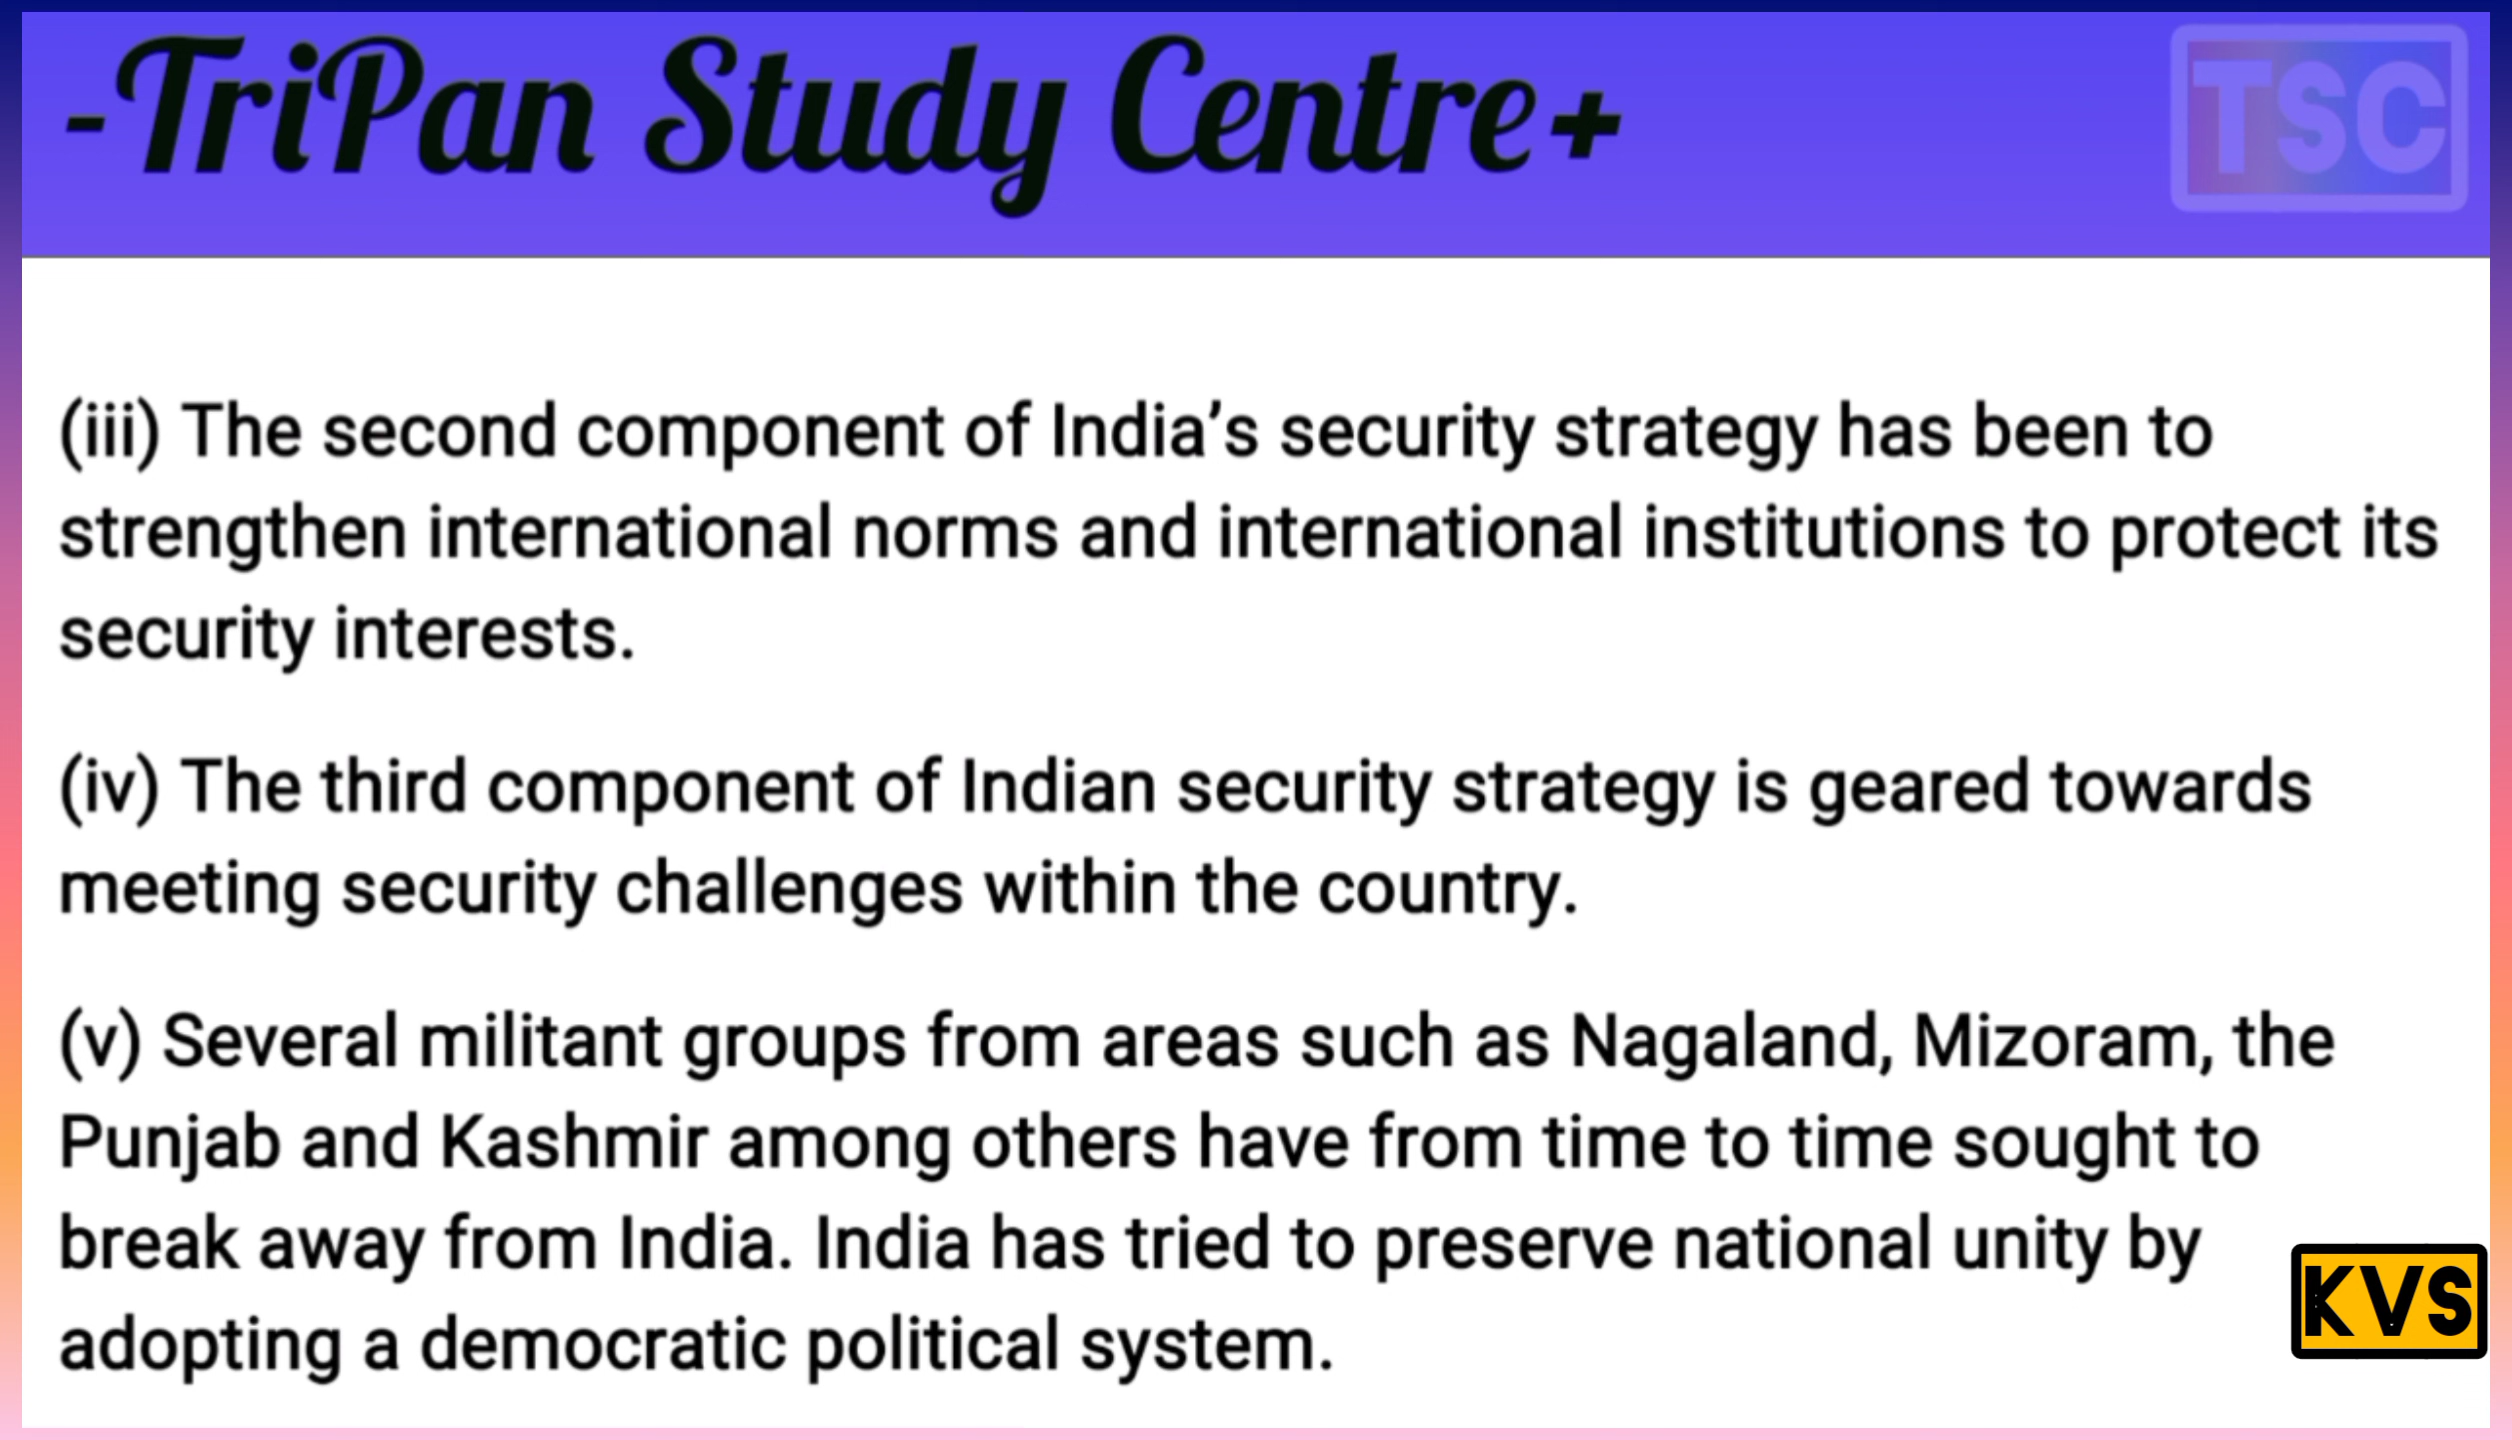 -TriPan Study Centre+
TSC
(iii) The second component of India’s security strategy has been to
strengthen international norms and international institutions to protect its
security interests.
(iv) The third component of Indian security strategy is geared towards
meeting security challenges within the country.
(v) Several militant groups from areas such as Nagaland, Mizoram, the
Punjab and Kashmir among others have from time to time sought to
break away from India. India has tried to preserve national unity by
adopting a democratic political system.
KVS